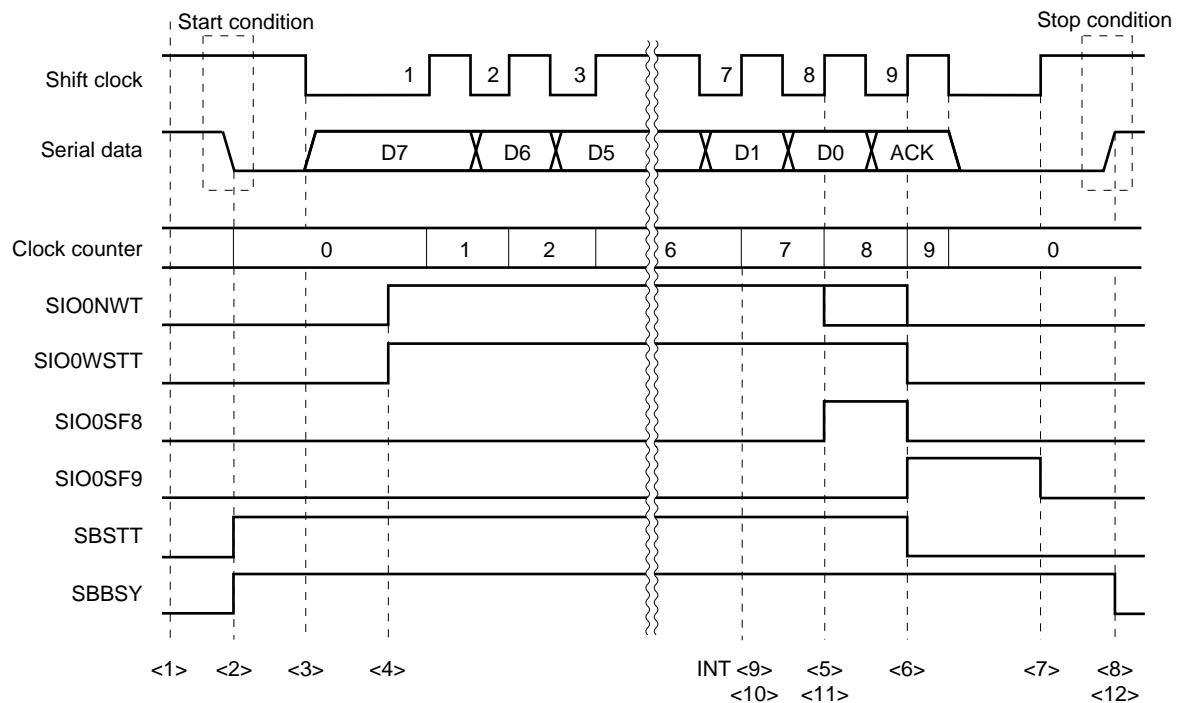 Start condition
Stop condition
Shift clock
1
2
3
7
8
9
Serial data
D7
D6
D5
D1
D0
ACK
Clock counter
0
1
2
6
7
8
9
0
SIO0NWT
SIO0WSTT
SIO0SF8
SIO0SF9
SBSTT
SBBSY
<1>
<2>
<3>
<4>
INT <9>
<5>
<6>
<7>
<8>
<10>
<11>
<12>